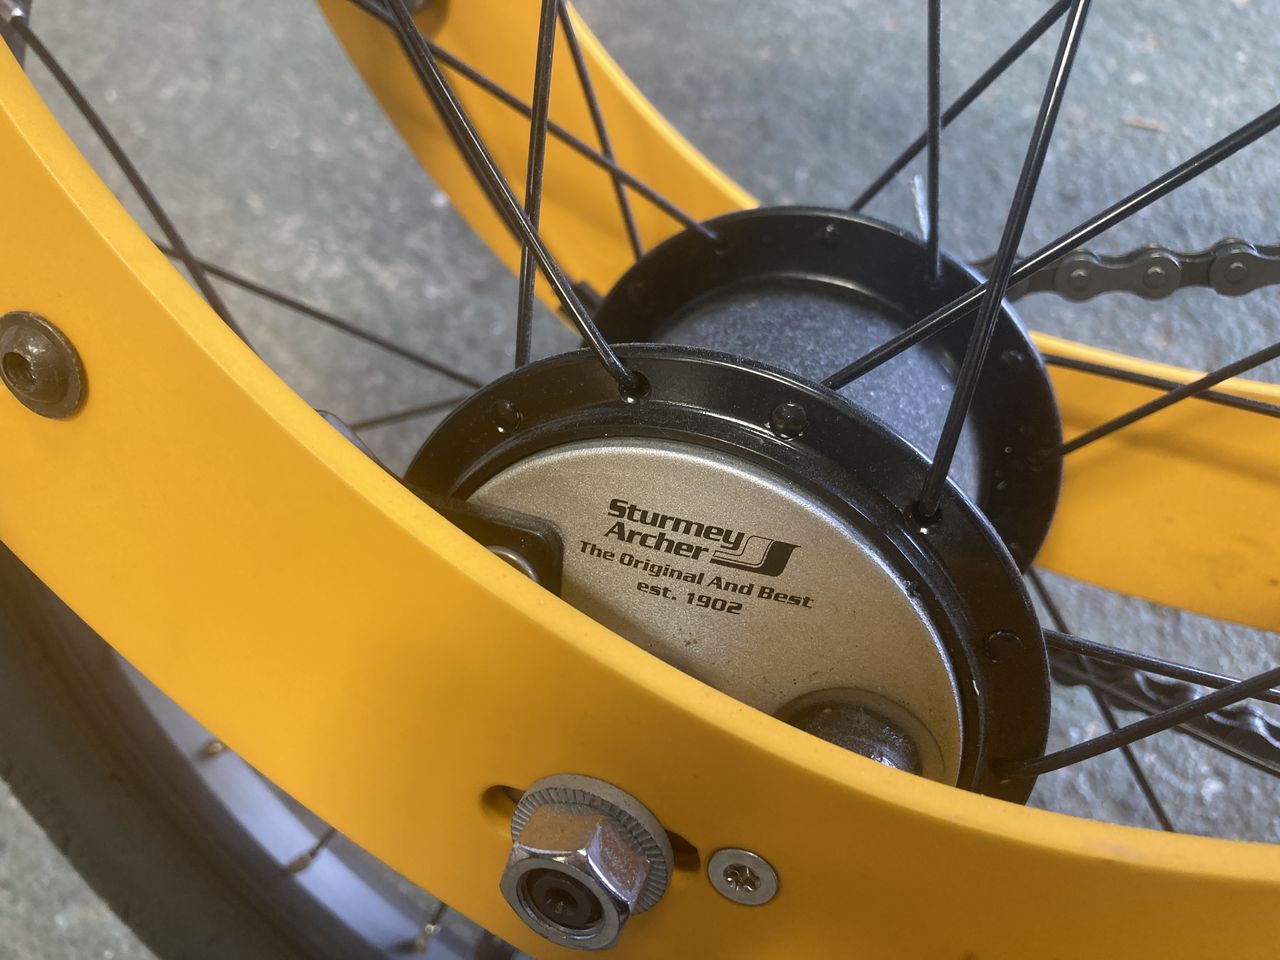 Sturmey
Archer
The Original And Best
est. 1902